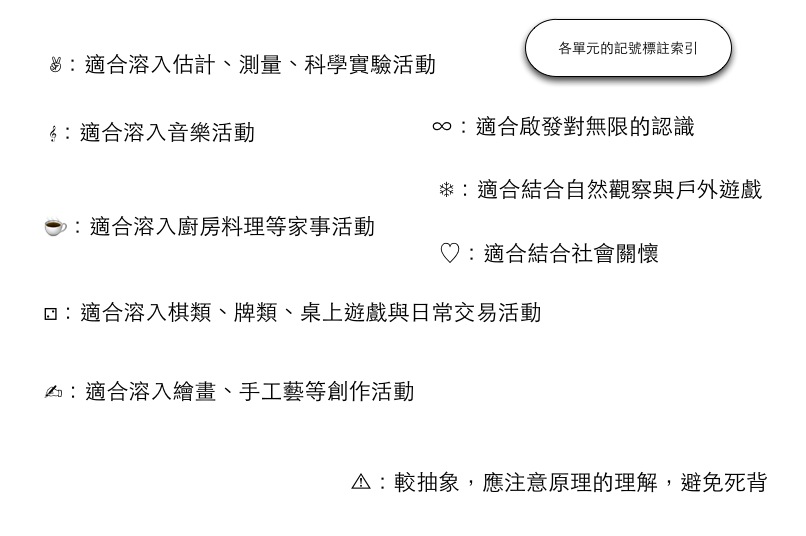 各單元的記號標註索引
✌：適合溶入估計、測量、科學實驗活動
𝄞：適合溶入音樂活動
∞：適合啟發對無限的認識
❄：適合結合自然觀察與戶外遊戲
☕：適合溶入廚房料理等家事活動
♡：適合結合社會關懷
⚁：適合溶入棋類、牌類、桌上遊戲與日常交易活動
✍：適合溶入繪畫、手工藝等創作活動
⚠：較抽象，應注意原理的理解，避免死背